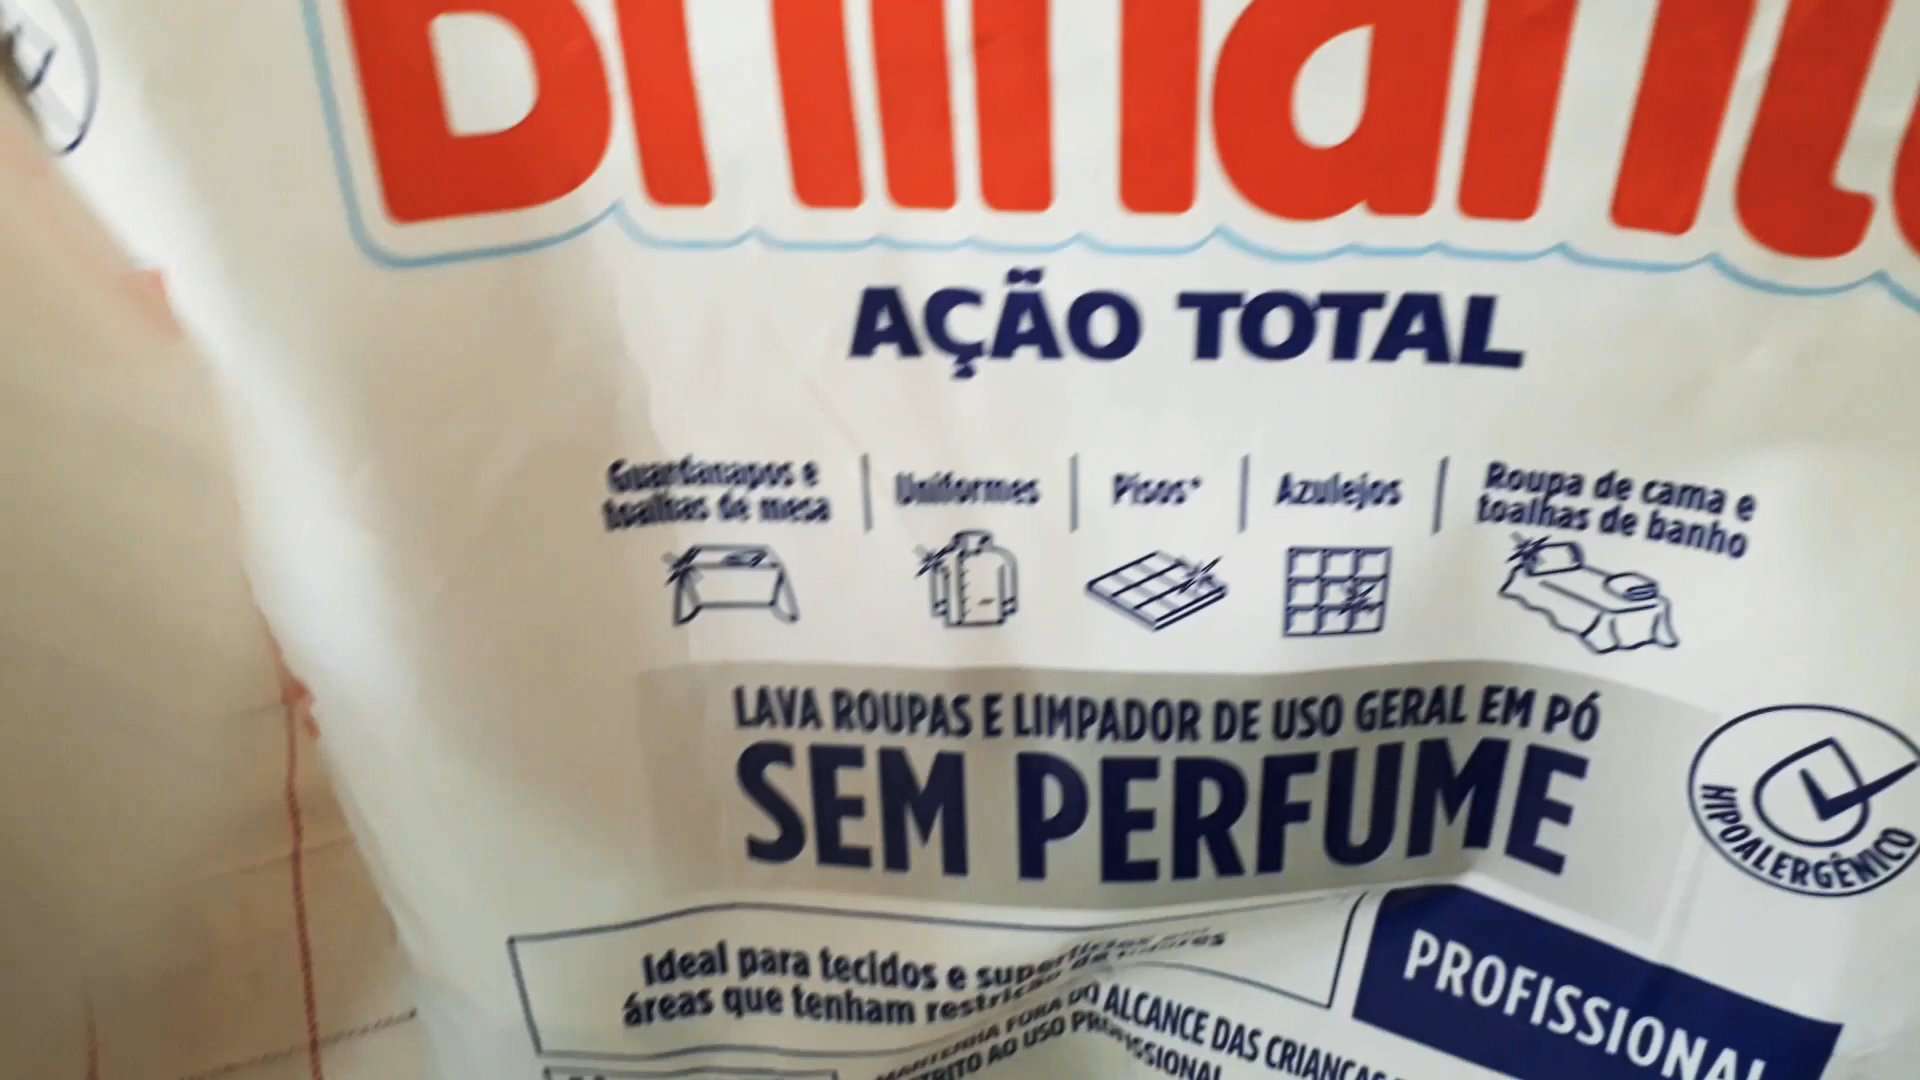 Brilhante
AÇÃO TOTAL
Guardanapos e
toalhas de mesa
Uniformes
Pisos*
Azulejos
Roupa de cama e
toalhas de banho
LAVA ROUPAS E LIMPADOR DE USO GERAL EM PÓ
SEM PERFUME
HIPOALERGÊNICO
Ideal para tecidos e superfícies em
áreas que tenham restrição de
PROFISSIONAL
MANTENHA FORA DO ALCANCE DAS CRIANÇAS
AO USO PROFISSIONAL